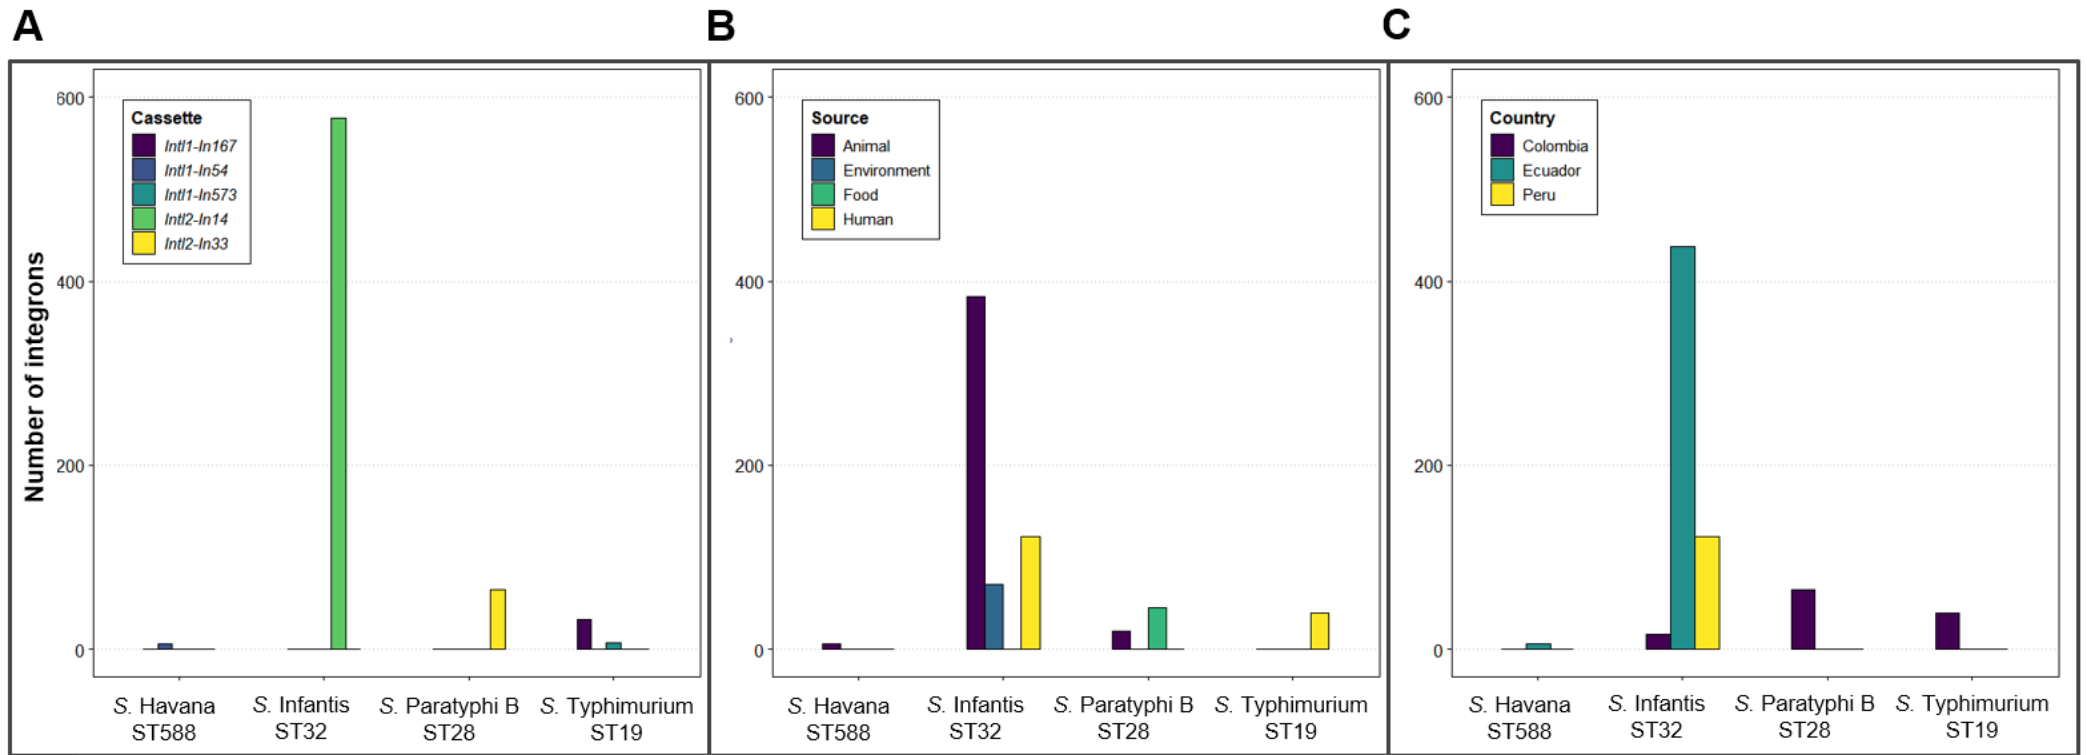 A
B
C
Number of integrons
600
400
200
0
Cassette
Intl1-In167
Intl1-In54
Intl1-In573
Intl2-In14
Intl2-In33
S. Havana
ST588
S. Infantis
ST32
S. Paratyphi B
ST28
S. Typhimurium
ST19
600
400
200
0
Source
Animal
Environment
Food
Human
S. Havana
ST588
S. Infantis
ST32
S. Paratyphi B
ST28
S. Typhimurium
ST19
600
400
200
0
Country
Colombia
Ecuador
Peru
S. Havana
ST588
S. Infantis
ST32
S. Paratyphi B
ST28
S. Typhimurium
ST19